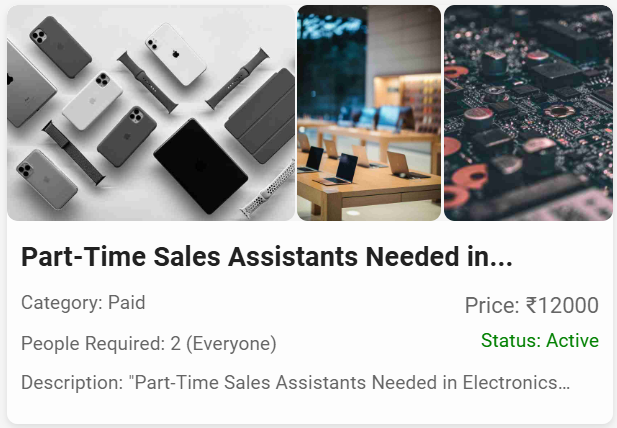 Part-Time Sales Assistants Needed in...
Category: Paid
Price: ₹12000
People Required: 2 (Everyone)
Status: Active
Description: "Part-Time Sales Assistants Needed in Electronics...